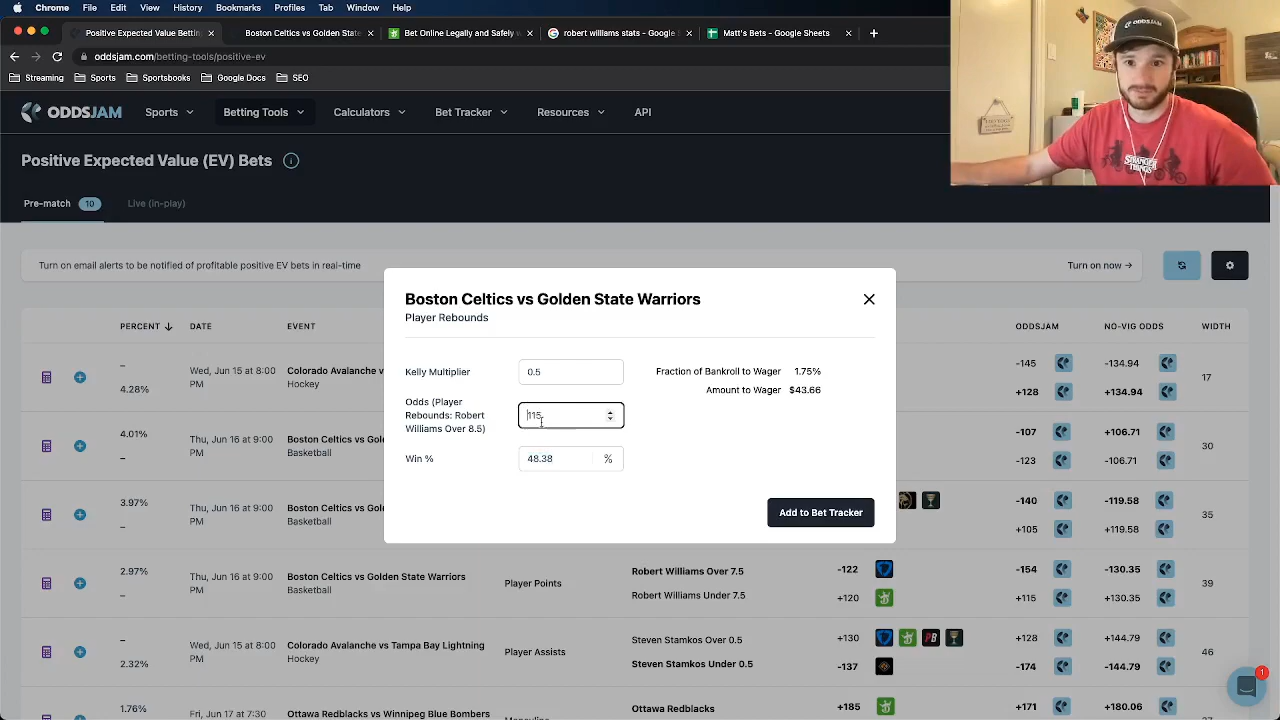 Chrome File Edit View History Bookmarks Profiles Tab Window Help
Positive Expected Value Betting
Boston Celtics vs Golden State
Legally and Safely
robert williams stats - Google S
Matt's Bets - Google Sheets
oddsjam.com/betting-tools/positive-ev
Streaming Sports Sportsbooks Google Docs SEO
ODDSJAM Sports Betting Tools Calculators Bet Tracker Resources API
Positive Expected Value (EV) Bets
Pre-match 10 Live (in-play)
Turn on email alerts to be notified of profitable positive EV bets in real-time Turn on now →
PERCENT DATE EVENT ODDSJAM NO-VIG ODDS WIDTH
–
4.28%
Wed, Jun 15 at 8:00 PM
Colorado Avalanche v
Hockey
-145 -134.94
+128 +134.94
17
4.01%
–
Thu, Jun 16 at 9:00 PM
Boston Celtics vs Gol
Basketball
-107 +106.71
-123 -106.71
30
3.97%
–
Thu, Jun 16 at 9:00 PM
Boston Celtics vs Gol
Basketball
-140 -119.58
+105 +119.58
35
2.97%
–
Thu, Jun 16 at 9:00 PM
Boston Celtics vs Golden State Warriors
Basketball
Player Points
Robert Williams Over 7.5 -122
Robert Williams Under 7.5 +120
-154 -130.35
+115 +130.35
39
–
2.32%
Wed, Jun 15 at 8:00 PM
Colorado Avalanche vs Tampa Bay Lightning
Hockey
Player Assists
Steven Stamkos Over 0.5 +130
Steven Stamkos Under 0.5 -137
+128 +144.79
-174 -144.79
46
1.76%
Fri, Jun 17 at 7:30
Ottawa Redblacks vs Winnipeg Blue Bombers
Moneyline
Ottawa Redblacks +185
+171 +180.06
Boston Celtics vs Golden State Warriors
Player Rebounds
Kelly Multiplier 0.5
Odds (Player
Rebounds: Robert
Williams Over 8.5)
115
Win % 48.38 %
Fraction of Bankroll to Wager 1.75%
Amount to Wager $43.66
Add to Bet Tracker
1
ODDSJAM
STRANGER
THINGS